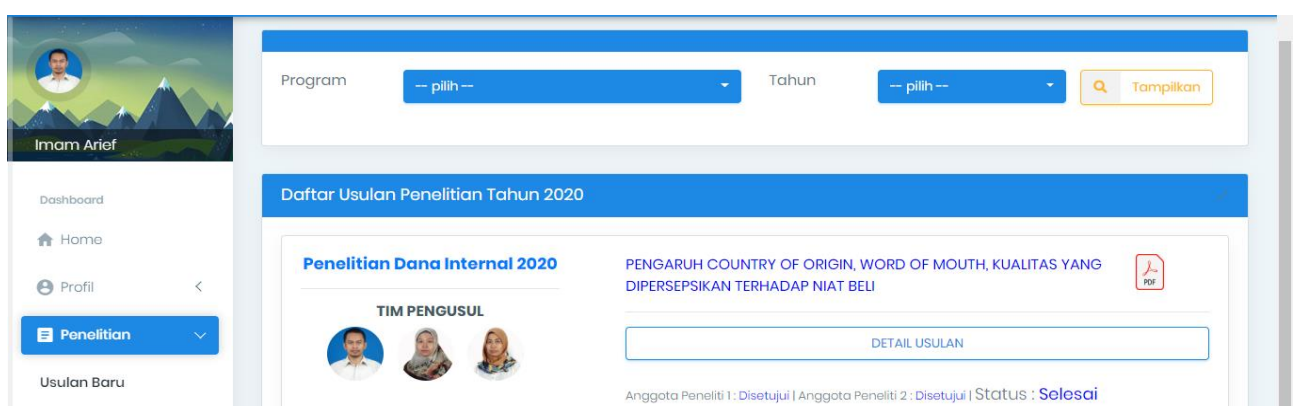 Program
-- pilih --
Tahun
-- pilih --
Tampilkan
Imam Arief
Dashboard
Home
Profil
Penelitian
Usulan Baru
Daftar Usulan Penelitian Tahun 2020
Penelitian Dana Internal 2020
TIM PENGUSUL
PENGARUH COUNTRY OF ORIGIN, WORD OF MOUTH, KUALITAS YANG
DIPERSEPSIKAN TERHADAP NIAT BELI
PDF
DETAIL USULAN
Anggota Peneliti 1 : Disetujui | Anggota Peneliti 2 : Disetujui | Status : Selesai